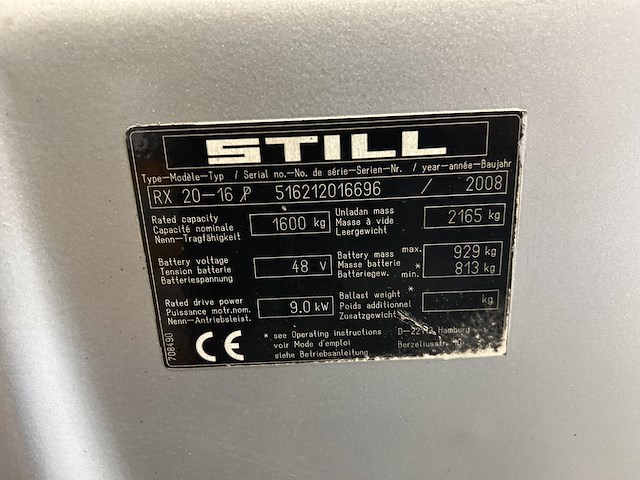 STILL
Type-Modèle-Typ / Serial no.-No. de série-Serien-Nr. / year-année-Baujahr
RX 20-16 P 516212016696 / 2008
Rated capacity
Capacité nominale
Nenn-Tragfähigkeit
1600 kg
Unladan mass
Masse à vide
Leergewicht
2165 kg
Battery voltage
Tension batterie
Batteriespannung
48 V
Battery mass max.
Masse batterie *
Batteriegew. min.
929 kg
813 kg
Rated drive power
Puissance motr.nom.
Nenn-Antriebsleist.
9.0 kW
Ballast weight *
Poids additionnel
Zusatzgewicht
kg
708490
CE
* see Operating instructions
voir Mode d'emploi
siehe Betriebsanleitung
Hamburg
Berzeliusstr.